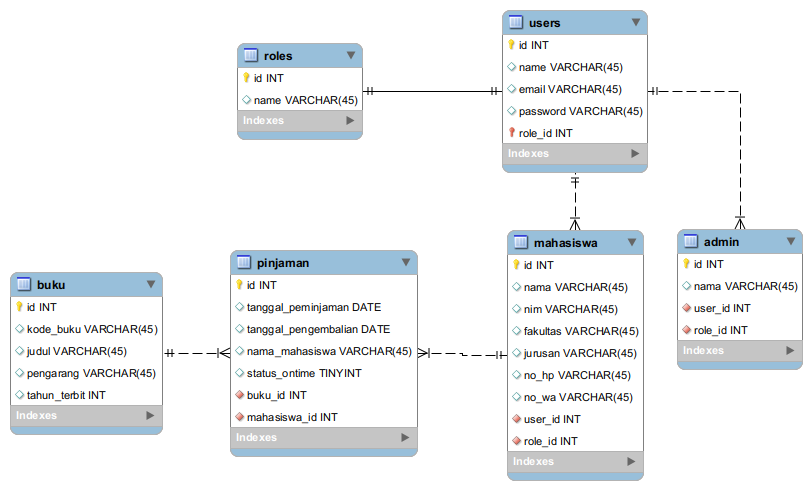 roles
id INT
name VARCHAR(45)
Indexes
users
id INT
name VARCHAR(45)
email VARCHAR(45)
password VARCHAR(45)
role_id INT
Indexes
buku
id INT
kode_buku VARCHAR(45)
judul VARCHAR(45)
pengarang VARCHAR(45)
tahun_terbit INT
Indexes
pinjaman
id INT
tanggal_peminjaman DATE
tanggal_pengembalian DATE
nama_mahasiswa VARCHAR(45)
status_ontime TINYINT
buku_id INT
mahasiswa_id INT
Indexes
mahasiswa
id INT
nama VARCHAR(45)
nim VARCHAR(45)
fakultas VARCHAR(45)
jurusan VARCHAR(45)
no_hp VARCHAR(45)
no_wa VARCHAR(45)
user_id INT
role_id INT
Indexes
admin
id INT
nama VARCHAR(45)
user_id INT
role_id INT
Indexes